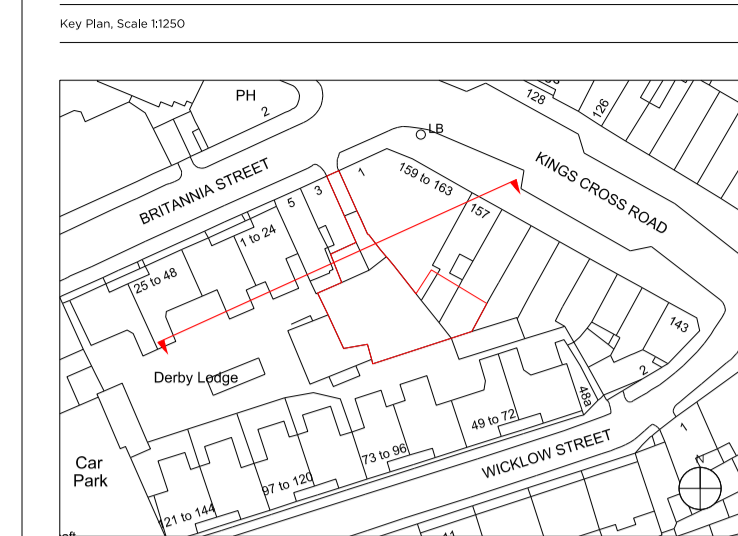 Key Plan, Scale 1:1250
PH
2
128
126
LB
BRITANNIA STREET
KINGS CROSS ROAD
1
159 to 163
3
5
157
1 to 24
25 to 48
143
2
Derby Lodge
48a
49 to 72
1
WICKLOW STREET
73 to 96
Car
Park
97 to 120
N
121 to 144